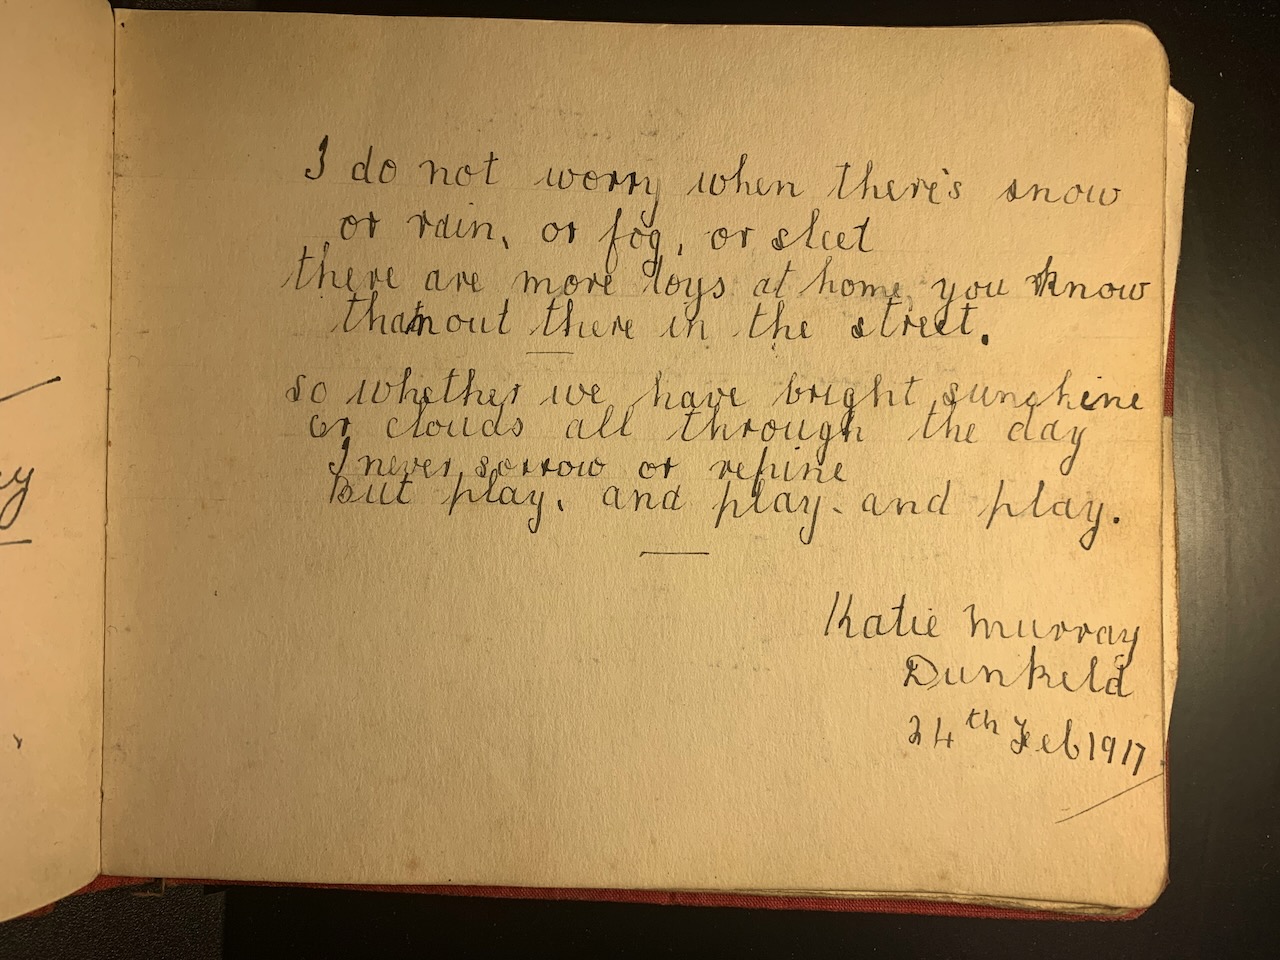 I do not worry when there's snow
or rain, or fog, or sleet
there are more toys at home, you know
than out there in the street.
so whether we have bright sunshine
or clouds all through the day
I never sorrow or repine
But play, and play, and play.
Katie Murray
Dunkeld
24th Feb 1917